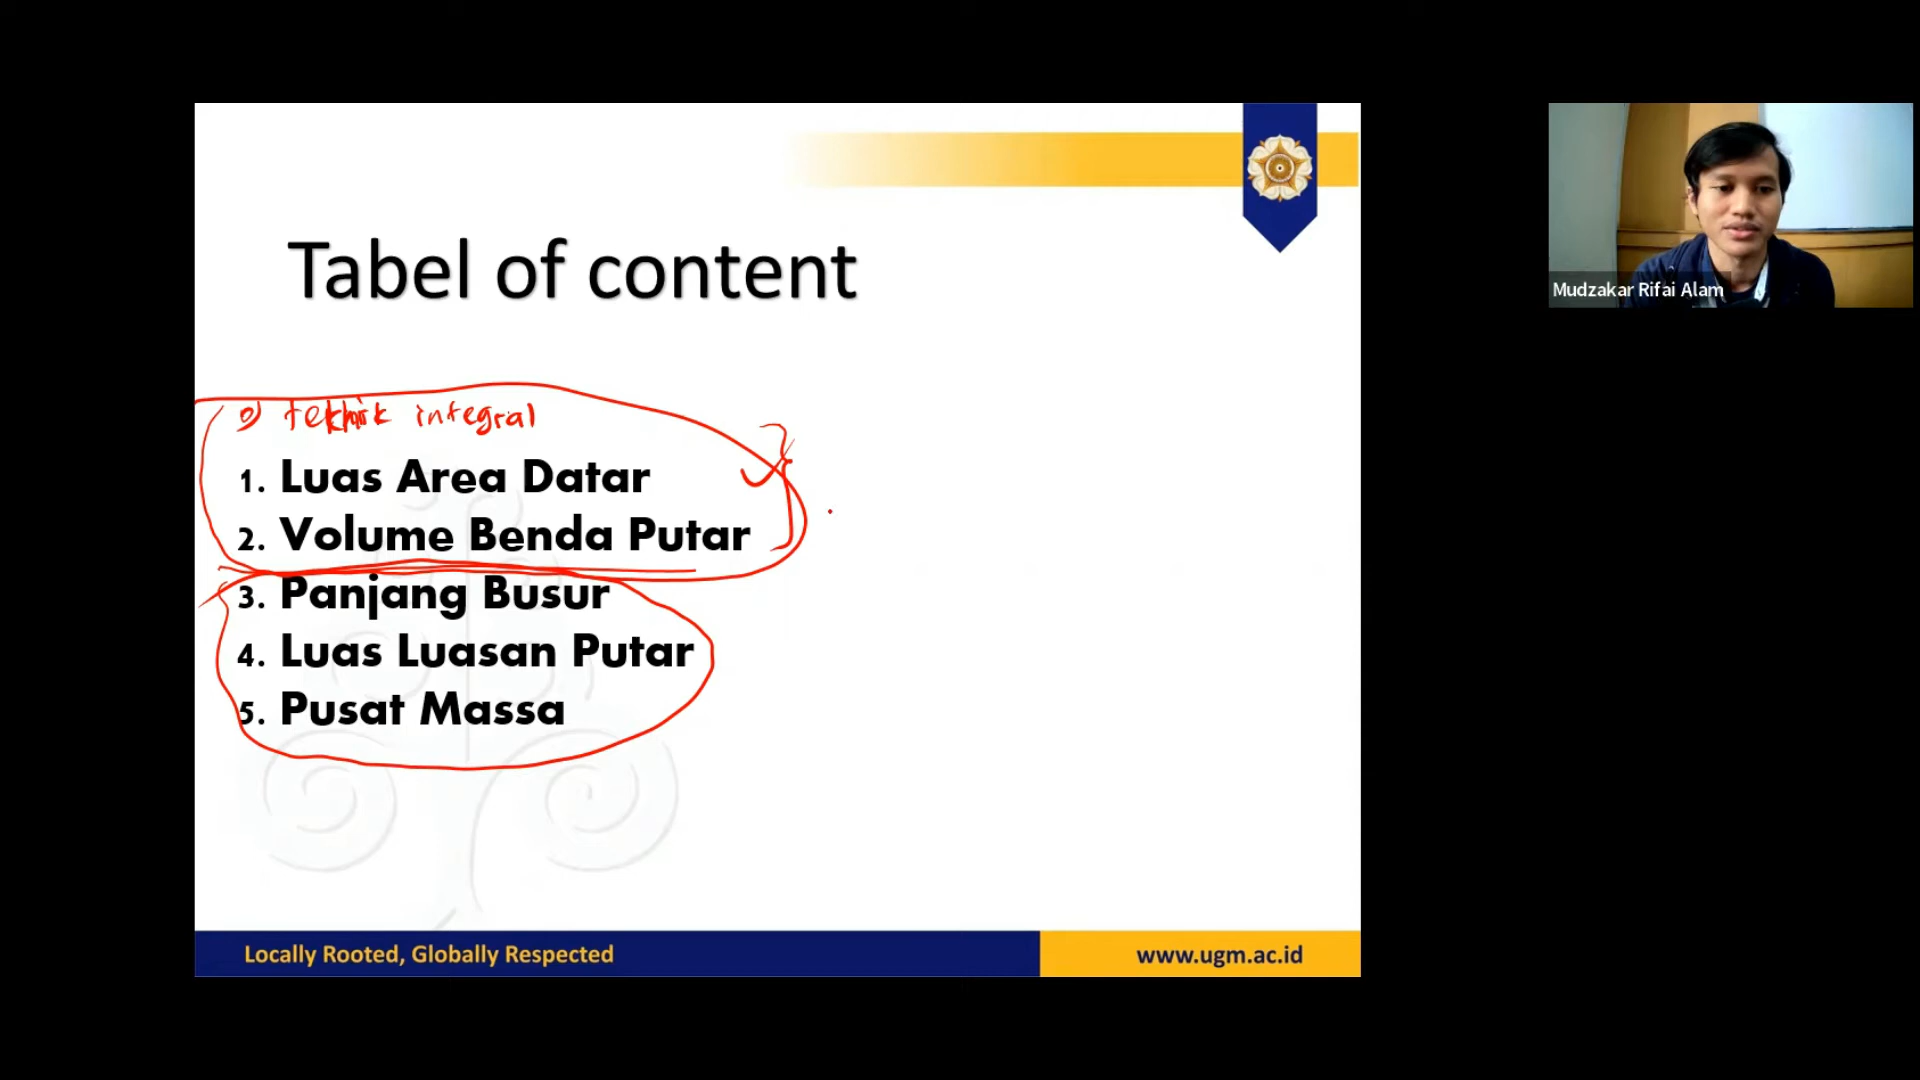 Tabel of content
0) teknik integral
1. Luas Area Datar
2. Volume Benda Putar
3. Panjang Busur
4. Luas Luasan Putar
5. Pusat Massa
Locally Rooted, Globally Respected
www.ugm.ac.id
Mudzakar Rifai Alam